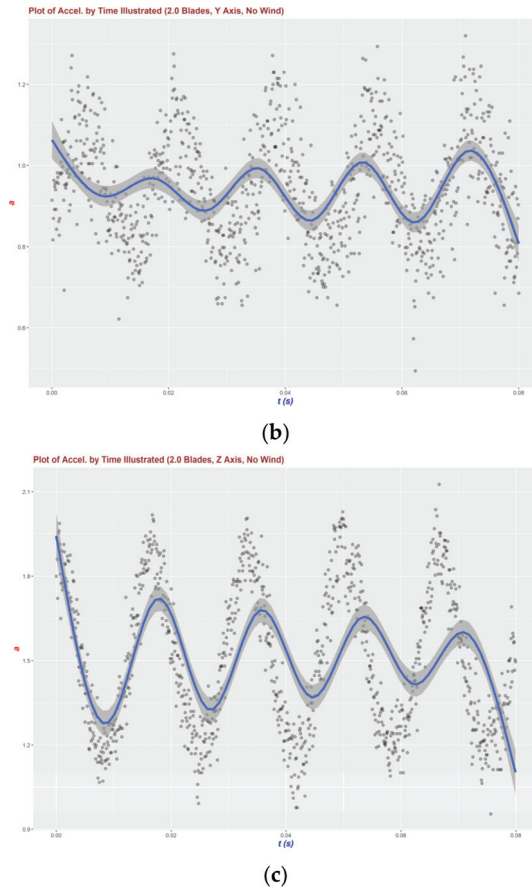 Plot of Accel. by Time Illustrated (2.0 Blades, Y Axis, No Wind)
1.2
1.0
a
0.8
0.6
0.00 0.02 0.04 0.06 0.08
t (s)
(b)
Plot of Accel. by Time Illustrated (2.0 Blades, Z Axis, No Wind)
2.1
1.8
a
1.5
1.2
0.9
0.00 0.02 0.04 0.06 0.08
t (s)
(c)